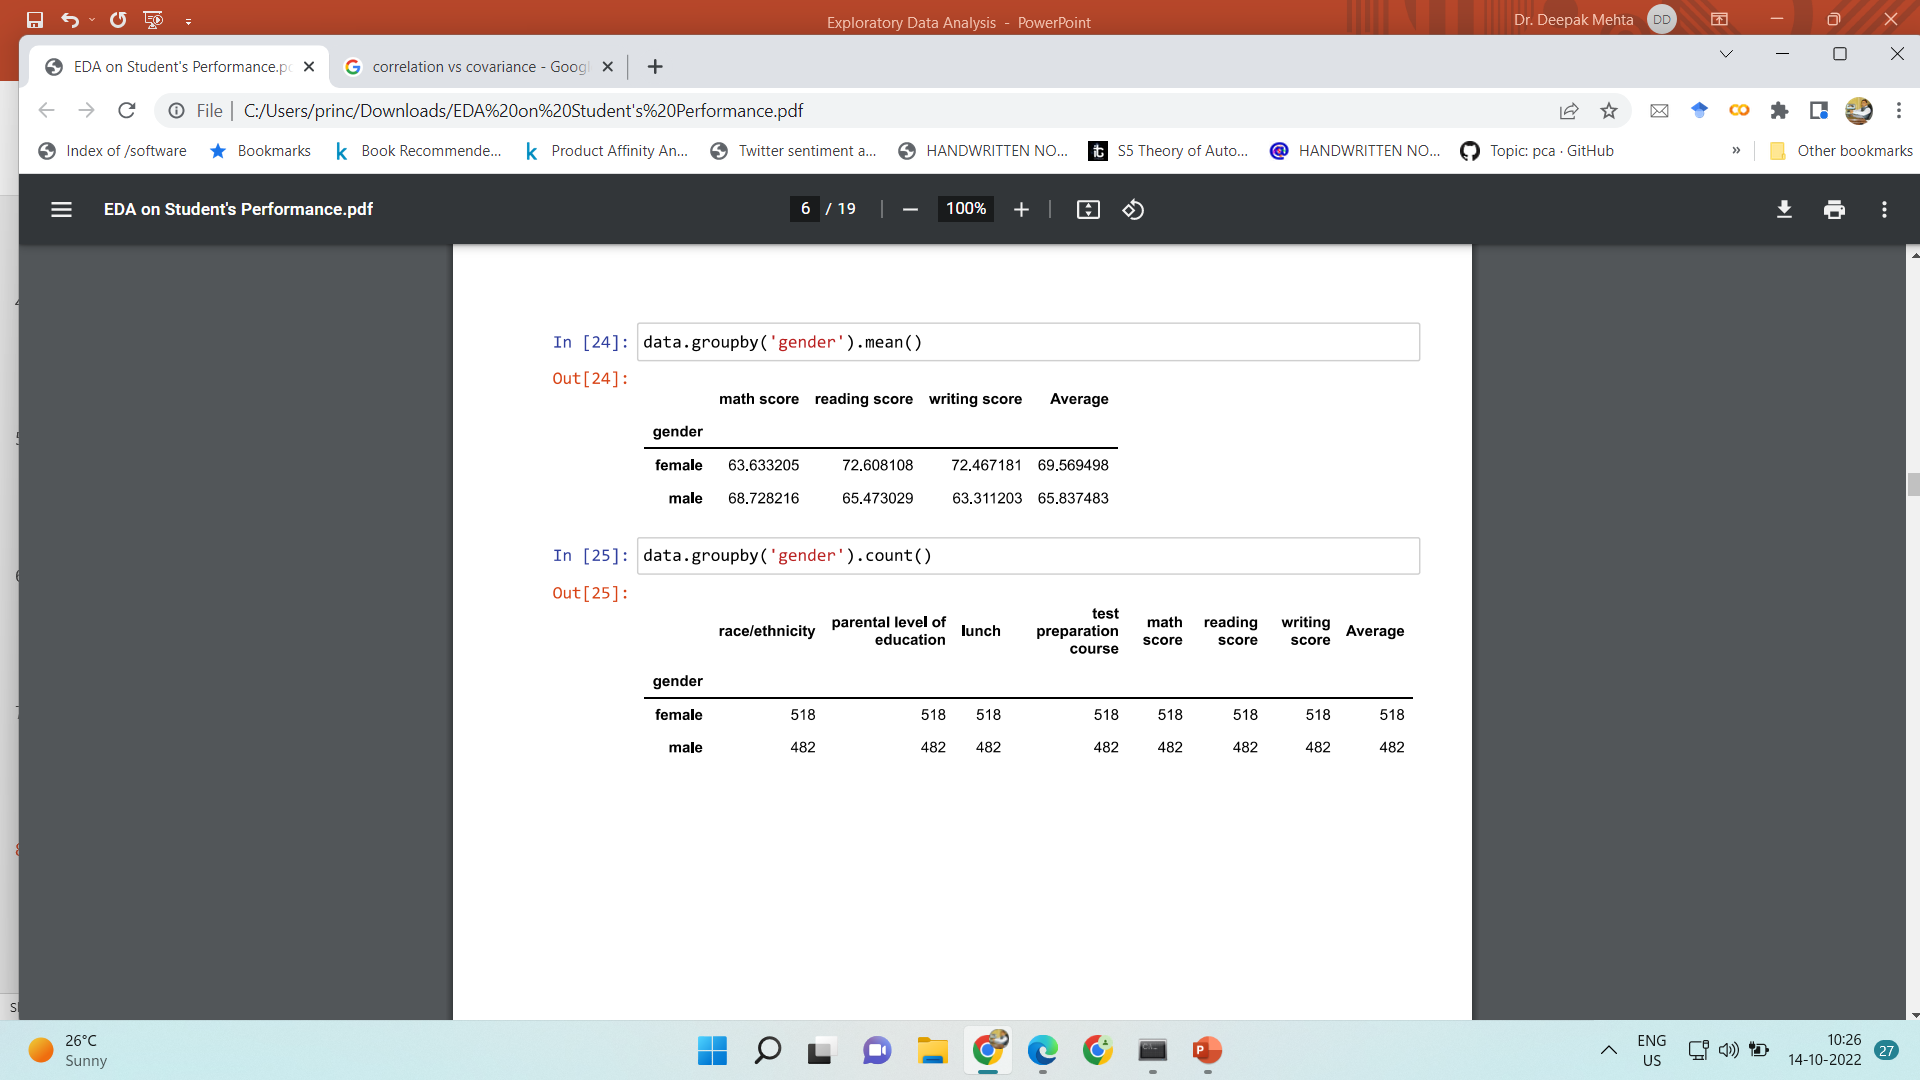 Exploratory Data Analysis - PowerPoint
Dr. Deepak Mehta DD
EDA on Student's Performance.p
correlation vs covariance - Goog
File C:/Users/princ/Downloads/EDA%20on%20Student's%20Performance.pdf
Index of /software Bookmarks Book Recommende... Product Affinity An... Twitter sentiment a... HANDWRITTEN NO... S5 Theory of Auto... HANDWRITTEN NO... Topic: pca · GitHub » Other bookmarks
EDA on Student's Performance.pdf 6 / 19 — 100% +
In [24]: data.groupby('gender').mean()
Out[24]:
math score reading score writing score Average
gender
female 63.633205 72.608108 72.467181 69.569498
male 68.728216 65.473029 63.311203 65.837483
In [25]: data.groupby('gender').count()
Out[25]:
race/ethnicity parental level of education lunch test preparation course math score reading score writing score Average
gender
female 518 518 518 518 518 518 518 518
male 482 482 482 482 482 482 482 482
26°C
Sunny
ENG
US
10:26
14-10-2022
27